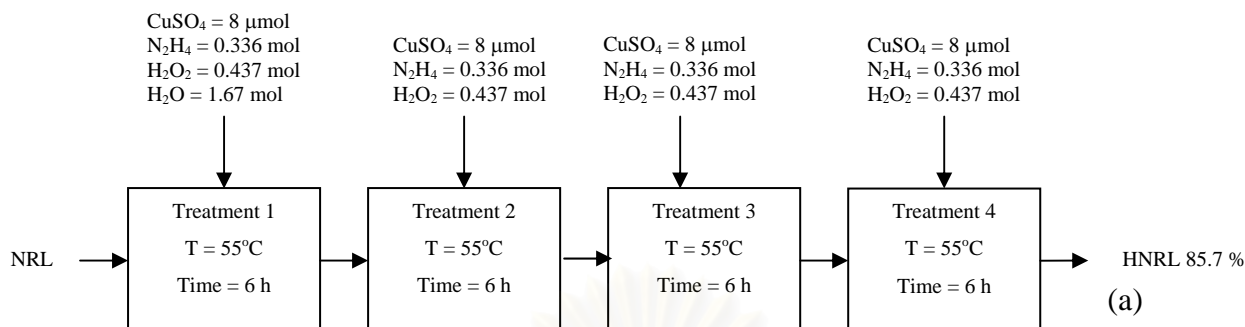 CuSO₄ = 8 μmol
N₂H₄ = 0.336 mol
H₂O₂ = 0.437 mol
H₂O = 1.67 mol
CuSO₄ = 8 μmol
N₂H₄ = 0.336 mol
H₂O₂ = 0.437 mol
CuSO₄ = 8 μmol
N₂H₄ = 0.336 mol
H₂O₂ = 0.437 mol
CuSO₄ = 8 μmol
N₂H₄ = 0.336 mol
H₂O₂ = 0.437 mol
NRL
Treatment 1
T = 55°C
Time = 6 h
Treatment 2
T = 55°C
Time = 6 h
Treatment 3
T = 55°C
Time = 6 h
Treatment 4
T = 55°C
Time = 6 h
HNRL 85.7 %
(a)